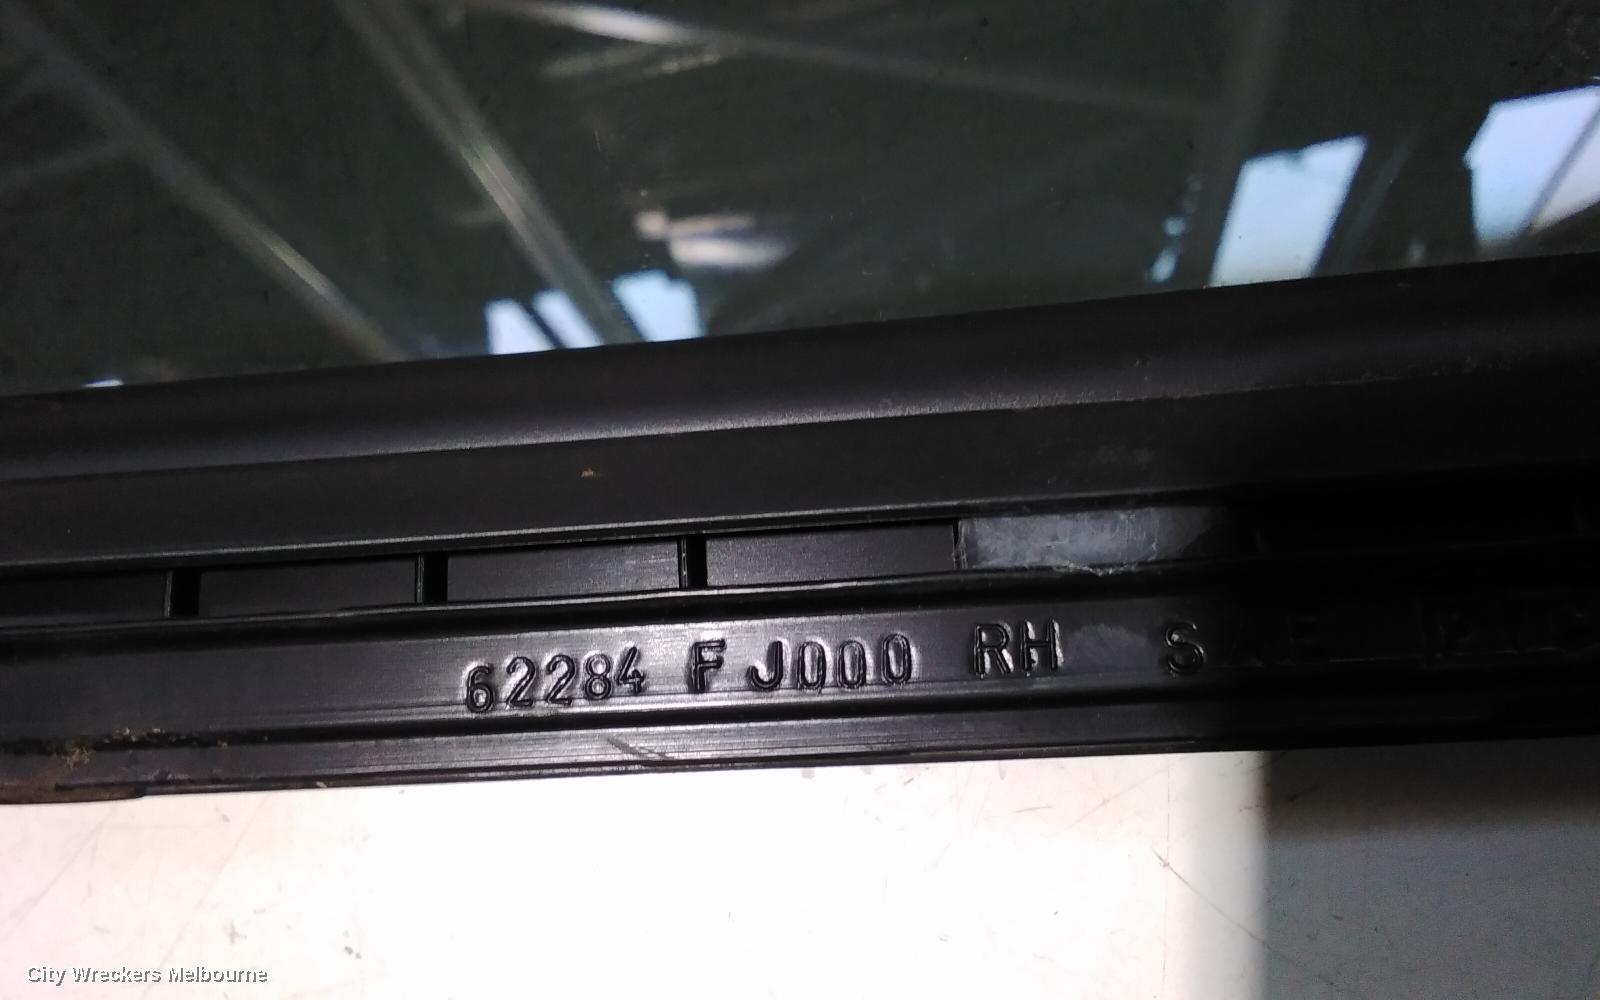 62284 FJ000 RH
City Wreckers Melbourne